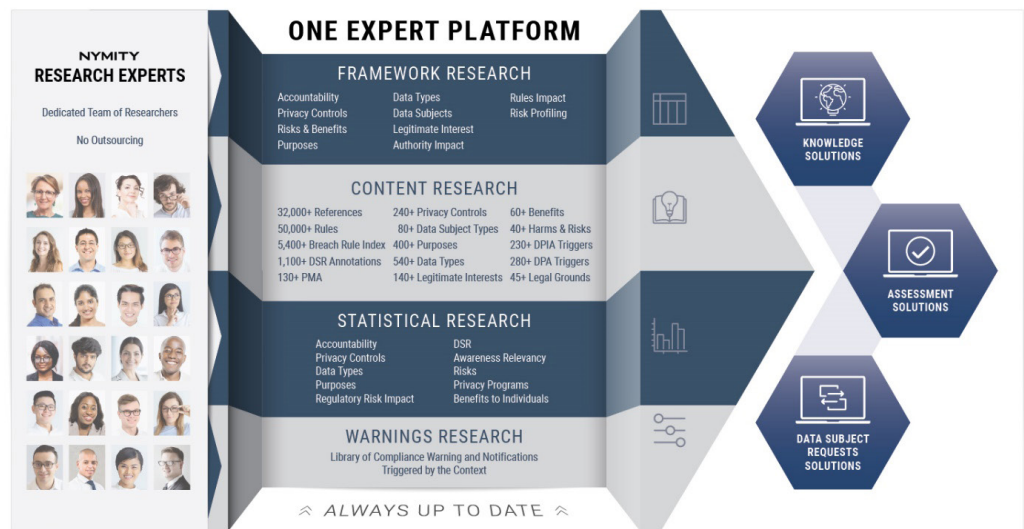 NYMITY
RESEARCH EXPERTS
Dedicated Team of Researchers
No Outsourcing
ONE EXPERT PLATFORM
FRAMEWORK RESEARCH
Accountability
Privacy Controls
Risks & Benefits
Purposes
Data Types
Data Subjects
Legitimate Interest
Authority Impact
Rules Impact
Risk Profiling
CONTENT RESEARCH
32,000+ References
50,000+ Rules
5,400+ Breach Rule Index
1,100+ DSR Annotations
130+ PMA
240+ Privacy Controls
80+ Data Subject Types
400+ Purposes
540+ Data Types
140+ Legitimate Interests
60+ Benefits
40+ Harms & Risks
230+ DPIA Triggers
280+ DPA Triggers
45+ Legal Grounds
STATISTICAL RESEARCH
Accountability
Privacy Controls
Data Types
Purposes
Regulatory Risk Impact
DSR
Awareness Relevancy
Risks
Privacy Programs
Benefits to Individuals
WARNINGS RESEARCH
Library of Compliance Warning and Notifications
Triggered by the Context
ALWAYS UP TO DATE
KNOWLEDGE
SOLUTIONS
ASSESSMENT
SOLUTIONS
DATA SUBJECT
REQUESTS
SOLUTIONS